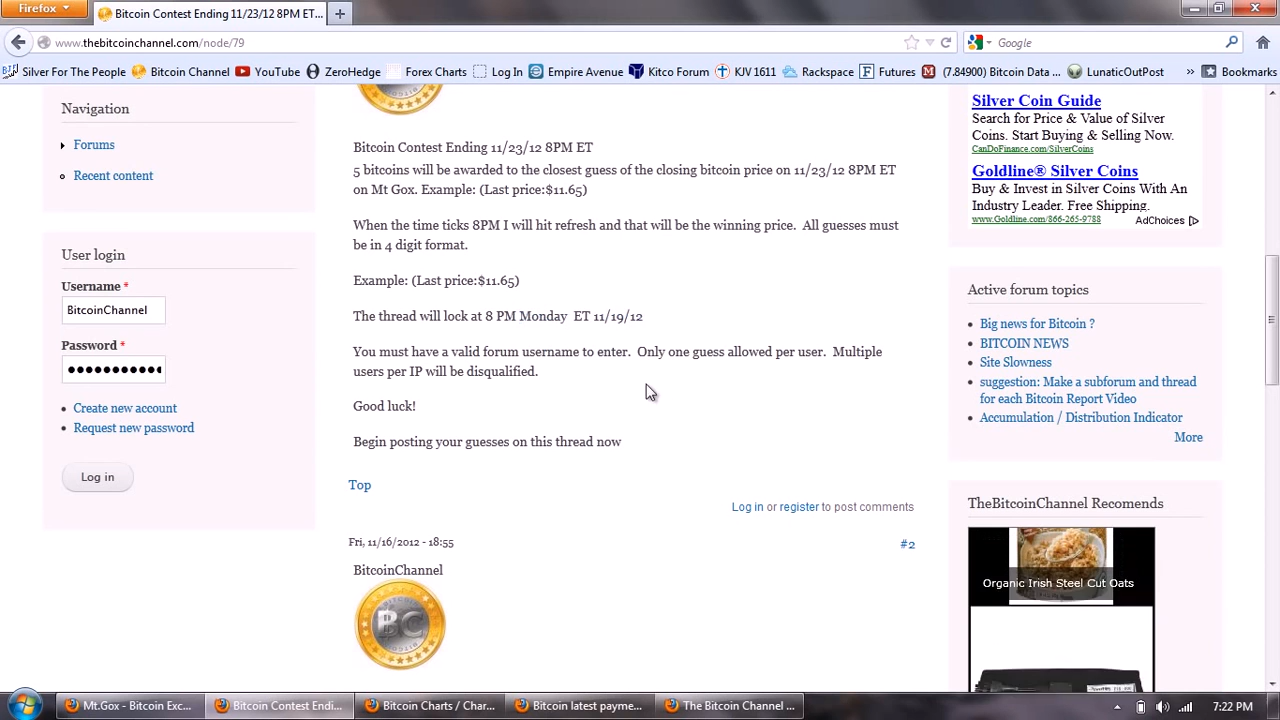 Firefox
Bitcoin Contest Ending 11/23/12 8PM ET...
www.thebitcoinchannel.com/node/79
Google
Silver For The People
Bitcoin Channel
YouTube
ZeroHedge
Forex Charts
Log In
Empire Avenue
Kitco Forum
KJV 1611
Rackspace
Futures
(7.84900) Bitcoin Data ...
LunaticOutPost
»
Bookmarks
Navigation
Forums
Recent content
User login
Username *
BitcoinChannel
Password *
Create new account
Request new password
Log in
Bitcoin Contest Ending 11/23/12 8PM ET
5 bitcoins will be awarded to the closest guess of the closing bitcoin price on 11/23/12 8PM ET
on Mt Gox. Example: (Last price:$11.65)
When the time ticks 8PM I will hit refresh and that will be the winning price. All guesses must
be in 4 digit format.
Example: (Last price:$11.65)
The thread will lock at 8 PM Monday ET 11/19/12
You must have a valid forum username to enter. Only one guess allowed per user. Multiple
users per IP will be disqualified.
Good luck!
Begin posting your guesses on this thread now
Top
Log in or register to post comments
Fri, 11/16/2012 - 18:55
#2
BitcoinChannel
BC
Silver Coin Guide
Search for Price & Value of Silver
Coins. Start Buying & Selling Now.
CanDoFinance.com/SilverCoins
Goldline® Silver Coins
Buy & Invest in Silver Coins With An
Industry Leader. Free Shipping.
www.Goldline.com/866-265-9788
AdChoices
Active forum topics
Big news for Bitcoin ?
BITCOIN NEWS
Site Slowness
suggestion: Make a subforum and thread
for each Bitcoin Report Video
Accumulation / Distribution Indicator
More
TheBitcoinChannel Recomends
Organic Irish Steel Cut Oats
Mt.Gox - Bitcoin Exc...
Bitcoin Contest Endi...
Bitcoin Charts / Char...
Bitcoin latest payme...
The Bitcoin Channel ...
7:22 PM